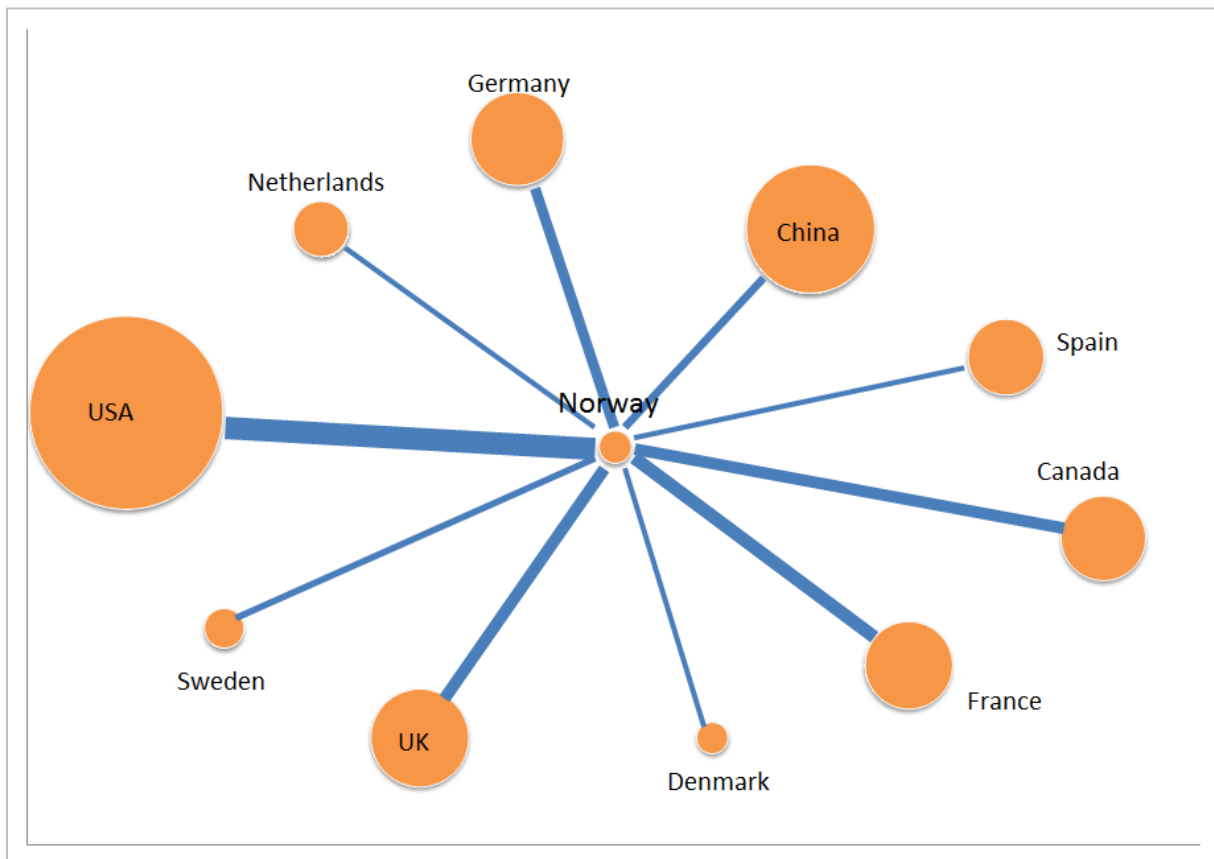 Germany
Netherlands
China
Spain
Norway
USA
Canada
Sweden
France
UK
Denmark